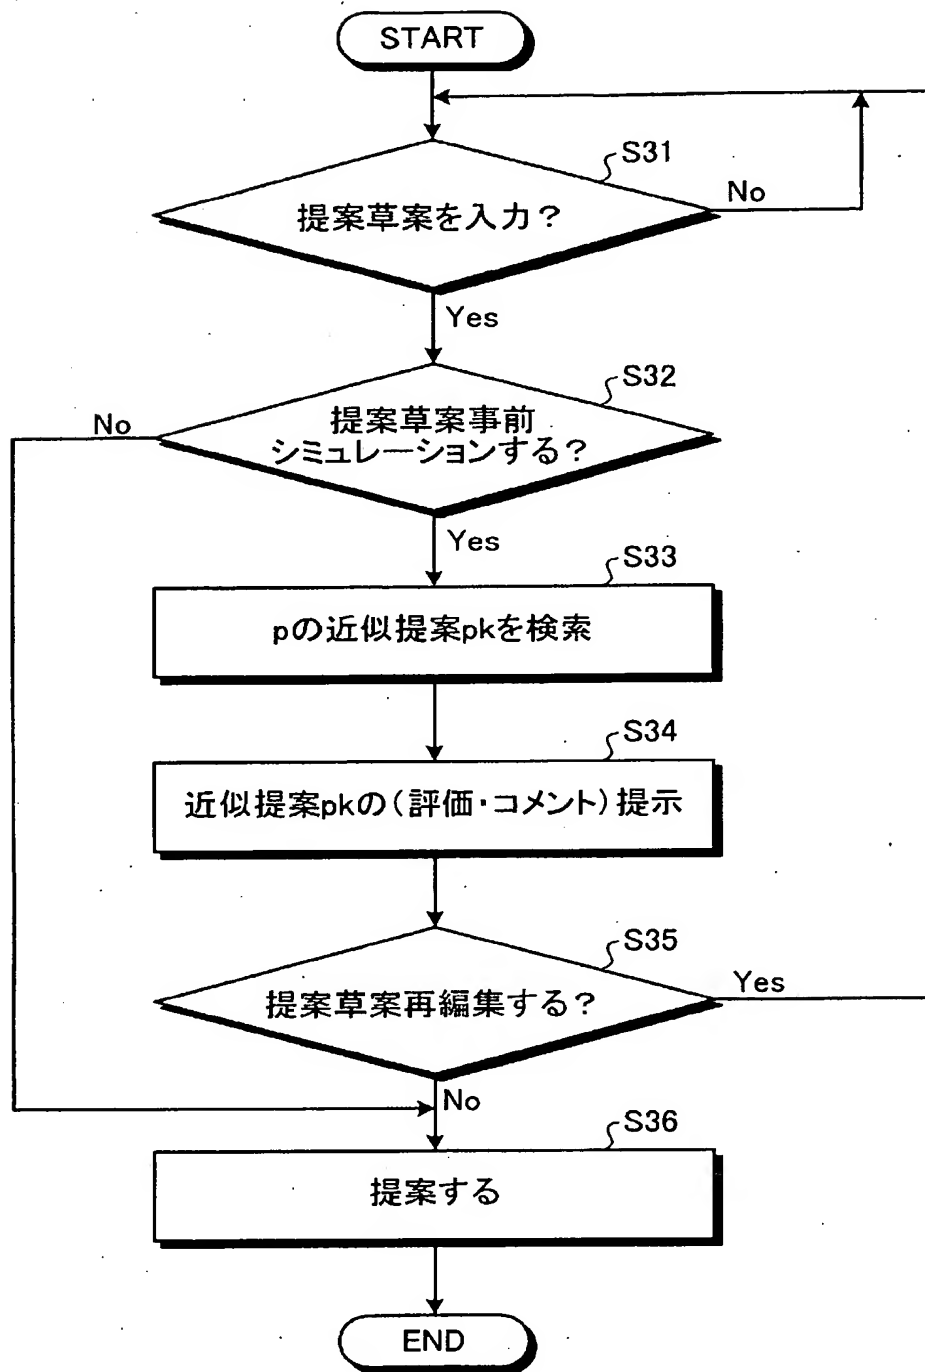 START
S31
提案草案を入力？
No
Yes
S32
No
提案草案事前
シミュレーションする？
Yes
S33
pの近似提案pkを検索
S34
近似提案pkの（評価・コメント）提示
S35
提案草案再編集する？
Yes
No
S36
提案する
END